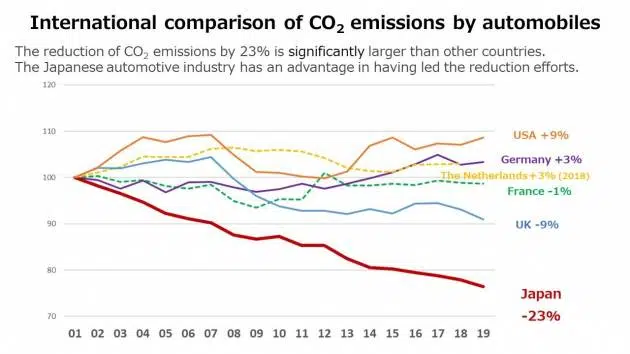 International comparison of CO₂ emissions by automobiles
The reduction of CO₂ emissions by 23% is significantly larger than other countries.
The Japanese automotive industry has an advantage in having led the reduction efforts.
120
110
100
90
80
70
USA +9%
Germany +3%
The Netherlands+3% (2018)
France -1%
UK -9%
Japan
-23%
01 02 03 04 05 06 07 08 09 10 11 12 13 14 15 16 17 18 19